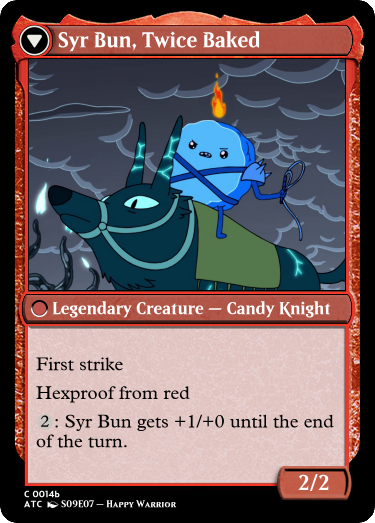 Syr Bun, Twice Baked
Legendary Creature — Candy Knight
First strike
Hexproof from red
2: Syr Bun gets +1/+0 until the end
of the turn.
2/2
C 0014b
ATC S09E07 — Happy Warrior